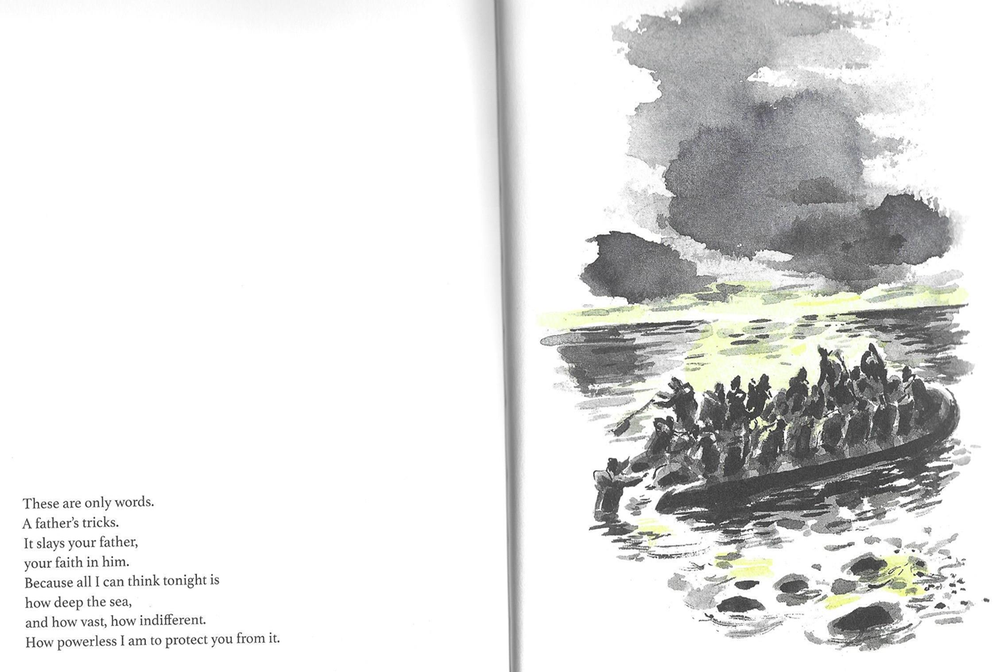 These are only words.
A father’s tricks.
It slays your father,
your faith in him.
Because all I can think tonight is
how deep the sea,
and how vast, how indifferent.
How powerless I am to protect you from it.